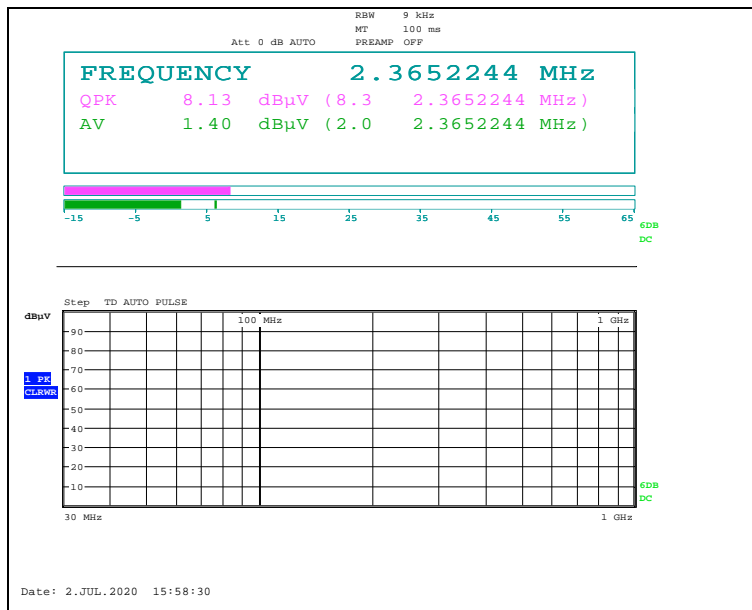 RBW 9 kHz
MT 100 ms
Att 0 dB AUTO PREAMP OFF
FREQUENCY 2.3652244 MHz
QPK 8.13 dBµV (8.3 2.3652244 MHz)
AV 1.40 dBµV (2.0 2.3652244 MHz)
-15 -5 5 15 25 35 45 55 65
6DB
DC
Step TD AUTO PULSE
dBµV
100 MHz 1 GHz
90
80
70
1 PK
CLRWR
60
50
40
30
20
10
6DB
DC
30 MHz 1 GHz
Date: 2.JUL.2020 15:58:30